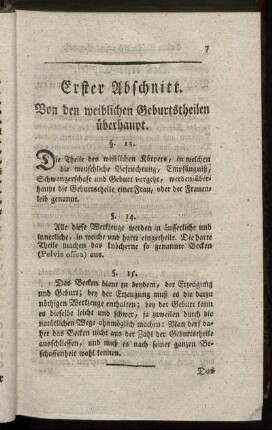 7
Erster Abschnitt.
Von den weiblichen Geburtstheilen
überhaupt.
§. 13.
Die Theile des weiblichen Körpers, in welchen
die menschliche Befruchtung, Empfängniß,
Schwangerschaft und Geburt vorgehe, werden über-
haupt die Geburtstheile einer Frau, oder der Frauen-
leib genannt.
§. 14.
Alle diese Werkzeuge werden in äusserliche und
innerliche, in weiche und harte eingetheilt. Die harte
Theile machen das knöcherne so genannte Becken
(Pelvis ossea) aus.
§. 15.
Das Becken dient zu beydem, der Erzeugung
und Geburt; bey der Erzeugung muß es die dazu
nöthigen Werkzeuge enthalten; bey der Geburt kann
es dieselbe leicht und schwer, ja zuweilen durch die
natürlichen Wege ohnmöglich machen: Man darf da-
her das Becken nicht aus der Zahl der Geburtstheile
ausschliessen, und muß es nach seiner ganzen Be-
schaffenheit wohl kennen.
Das